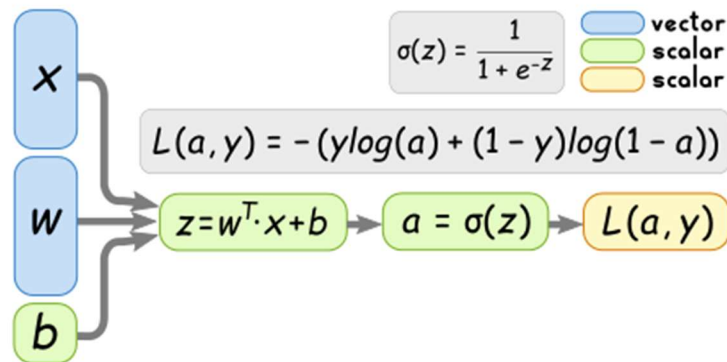 x
σ(z) = 1 / (1 + e^-z)
vector
scalar
scalar
L(a, y) = - (ylog(a) + (1 - y)log(1 - a))
w
z=w^T·x+b
a = σ(z)
L(a, y)
b